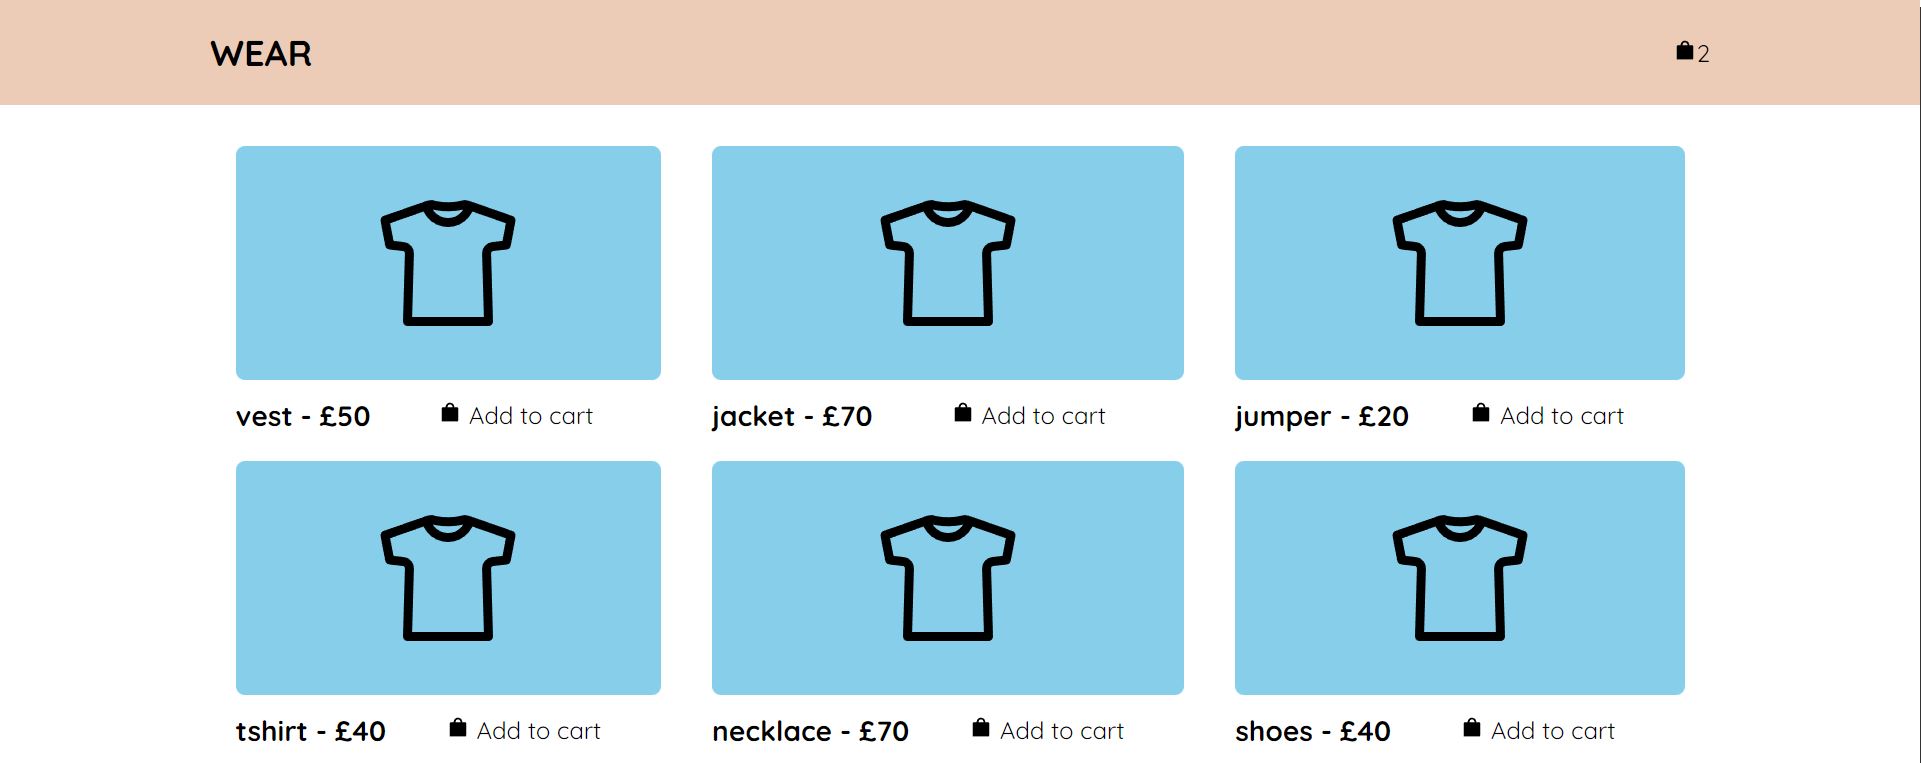 WEAR
2
vest - £50 Add to cart
jacket - £70 Add to cart
jumper - £20 Add to cart
tshirt - £40 Add to cart
necklace - £70 Add to cart
shoes - £40 Add to cart